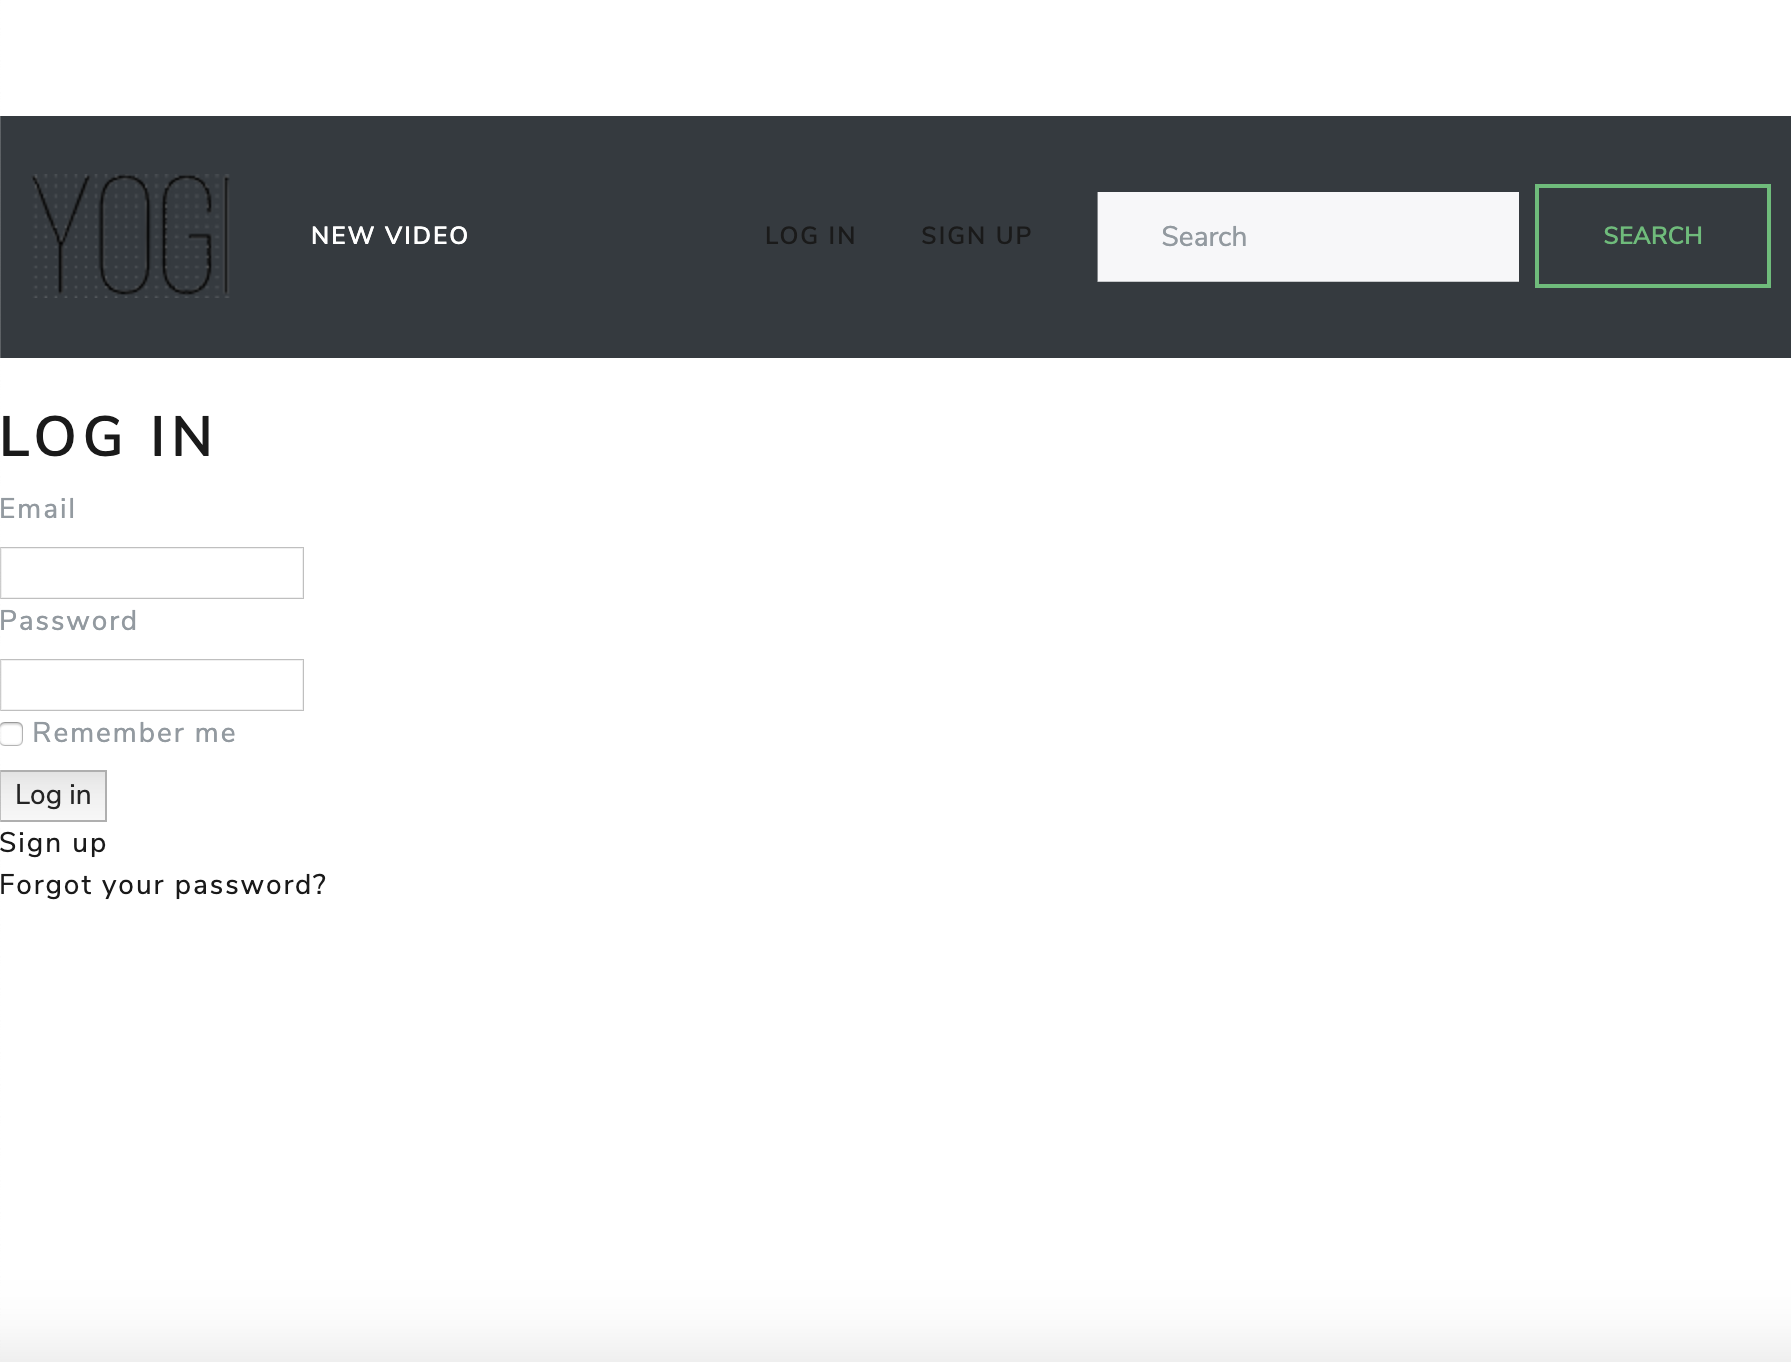 YOGI NEW VIDEO LOG IN SIGN UP Search SEARCH
LOG IN
Email
Password
Remember me
Log in
Sign up
Forgot your password?